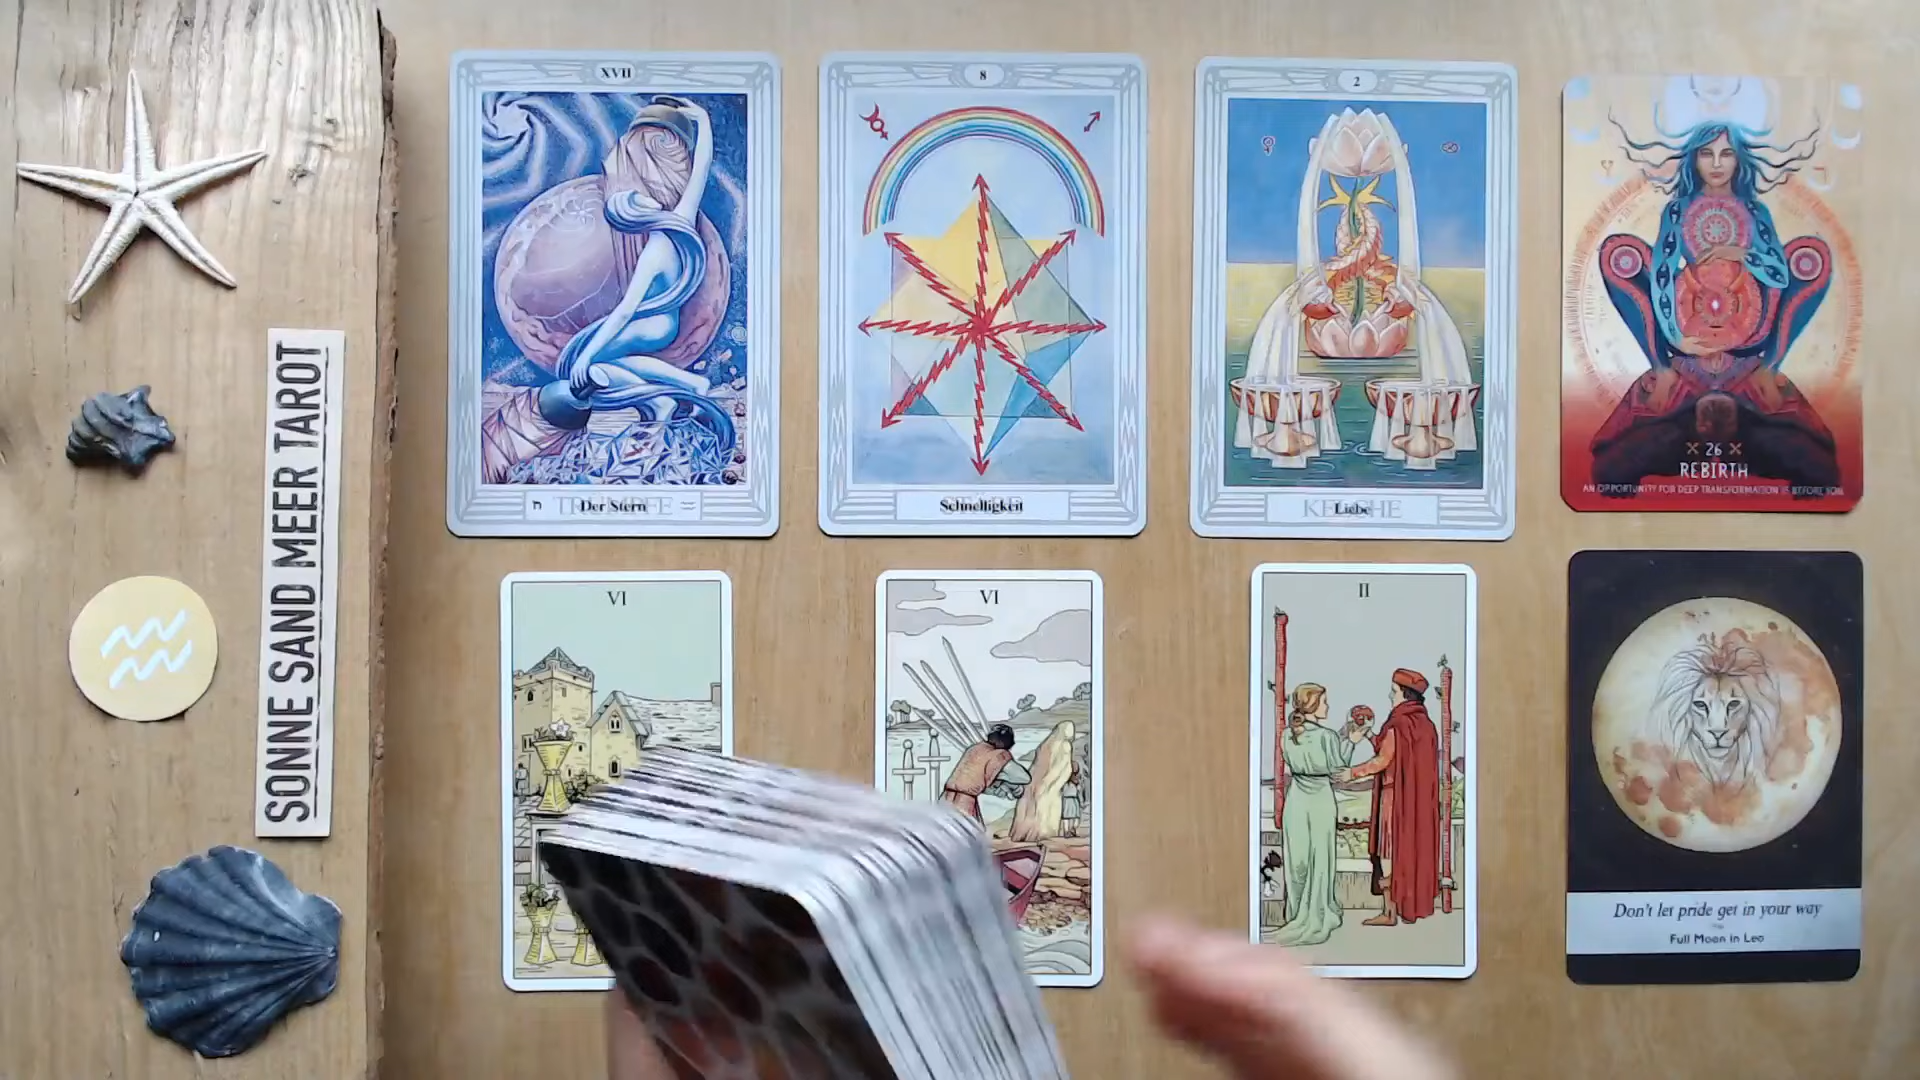 SONNE SAND MEER TAROT
XVII
Der Stern
8
Schnelligkeit
2
Liebe
26
REBIRTH
AN OPPORTUNITY FOR DEEP TRANSFORMATION IS BEFORE YOU
VI
VI
II
Don't let pride get in your way
Full Moon in Leo